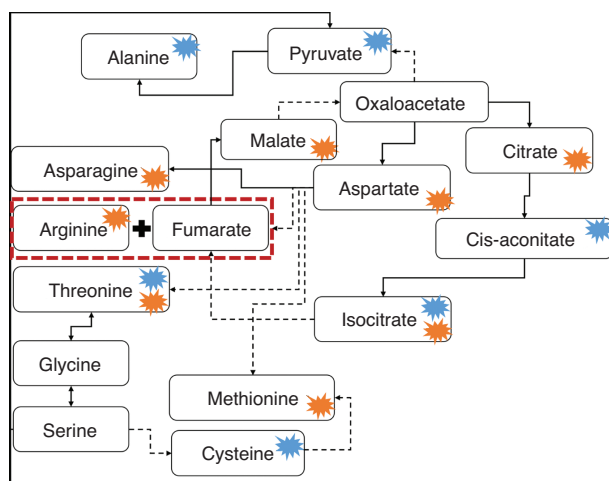 Alanine
Pyruvate
Oxaloacetate
Malate
Citrate
Asparagine
Aspartate
Arginine + Fumarate
Cis-aconitate
Threonine
Isocitrate
Glycine
Methionine
Serine
Cysteine